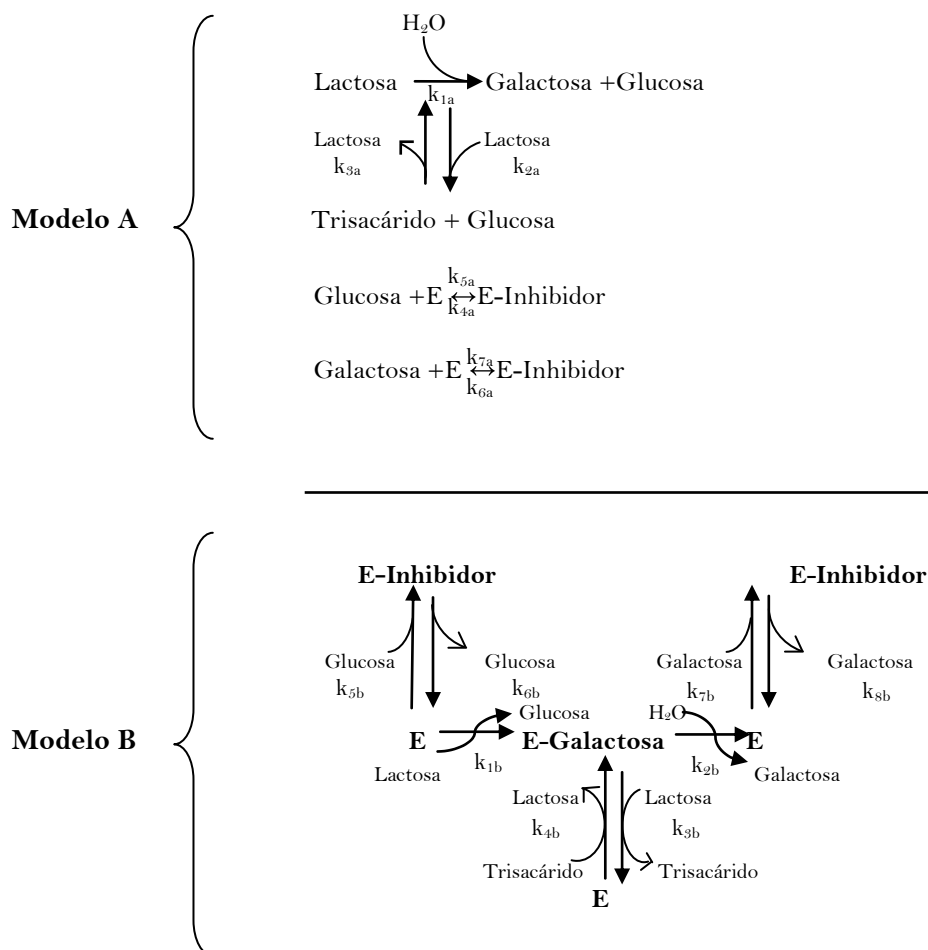 H₂O
Lactosa Galactosa +Glucosa
k₁ₐ
Lactosa Lactosa
k₃ₐ k₂ₐ
Modelo A
Trisacárido + Glucosa
k₅ₐ
Glucosa +E ↔ E-Inhibidor
k₄ₐ
k₇ₐ
Galactosa +E ↔ E-Inhibidor
k₆ₐ
E-Inhibidor E-Inhibidor
Glucosa Glucosa Galactosa Galactosa
k5b k6b k7b k8b
Glucosa H₂O
Modelo B
E E-Galactosa E
k1b k2b
Lactosa Galactosa
Lactosa Lactosa
k4b k3b
Trisacárido Trisacárido
E